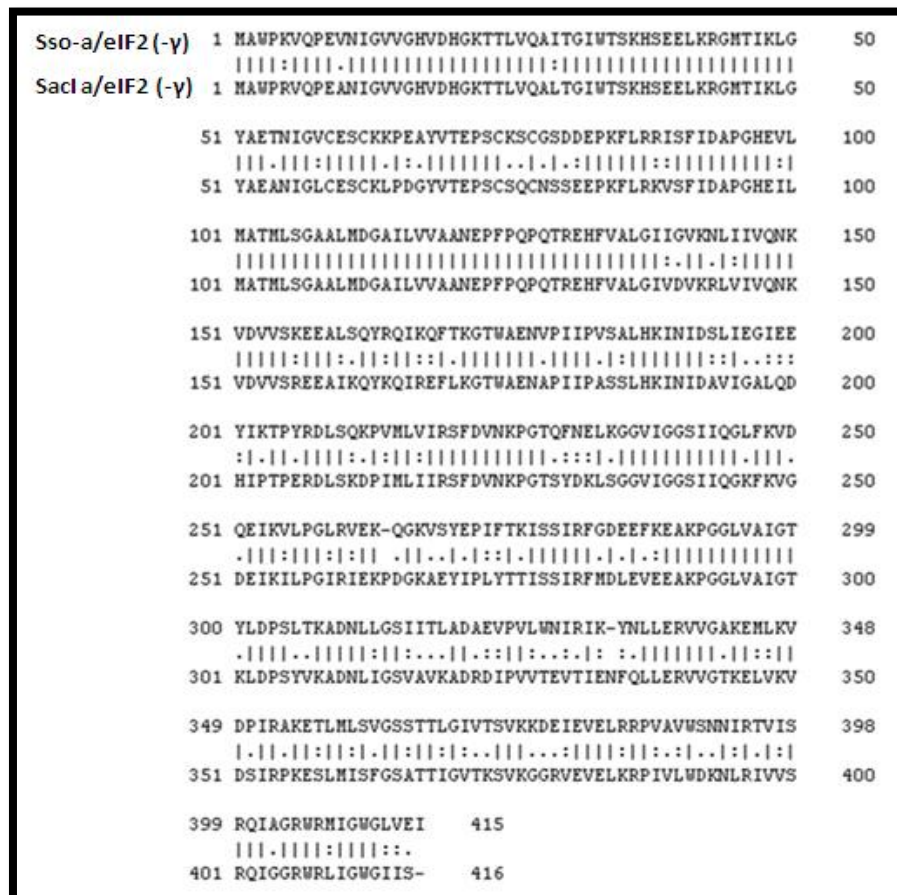 Sso-a/eIF2 (-γ) 1 MAWPKVQPEVNIGVVGHVDHGKTTLVQAITGIWTSKHSEELKRGMTIKLG 50
||||:||||.||||||||||||||||||:|||||||||||||||||||||
SacI a/eIF2 (-γ) 1 MAWPRVQPEANIGVVGHVDHGKTTLVQALTGIWTSKHSEELKRGMTIKLG 50
51 YAETNIGVCESCKKPEAYVTEPSCKSCGSDDEPKFLRRISFIDAPGHEVL 100
|||.|||:|||||.|:.|||||||..|.|.:||||||::||||||||:|
51 YAEANIGLCESCKLPDGYVTEPSCSQCNSSEEPKFLRKVSFIDAPGHEIL 100
101 MATMLSGAALMDGAILVVAANEPFPQPQTREHFVALGIIGVKNLIIVQNK 150
||||||||||||||||||||||||||||||||||||||:.||.|:|||||
101 MATMLSGAALMDGAILVVAANEPFPQPQTREHFVALGIVDVKRLVIVQNK 150
151 VDVVSKEEALSQYRQIKQFTKGTWAENVPIIPVSALHKINIDSLIEGIEE 200
|||||:|||:.||:||::|.|||||||.||||.|:||||||||::|..:::
151 VDVVSREEAIKQYKQIREFLKGTWAENAPIIPASSLHKINIDAVIGALQD 200
201 YIKTPYRDLSQKPVMLVIRSFDVNKPGTQFNELKGGVIGGSIIQGLFKVD 250
:|.||.||||:.|:||:|||||||||||.:::|.||||||||||.|||.
201 HIPTPERDLSKDPIMLIIRSFDVNKPGTSYDKLSGGVIGGSIIQGKFKVG 250
251 QEIKVLPGLRVEK-QGKVSYEPIFTKISSIRFGDEEFKEAKPGGLVAIGT 299
.|||:|||:|:|| .||..|.|::|.||||||.|.|.:||||||||||||
251 DEIKILPGIRIEKPDGKAEYIPLYTTISSIRFMDLEVEEAKPGGLVAIGT 300
300 YLDPSLTKADNLLGSIITLADAEVPVLWNIRIK-YNLLERVVGAKEMLKV 348
.||||..|||||:||:...||.::||:..:.:|.:.|||||||.||:::||
301 KLDPSYVKADNLIGSVAVKADRDIPVVTEVTIENFQLLERVVGTKELVKV 350
349 DPIRAKETLMLSVGSSTTLGIVTSVKKDEIEVELRRPVAVWSNNIRTVIS 398
|.||.||:||:|.||:||:|:..|||...:||||:||:.:|..|:|.|:|
351 DSIRPKESLMISFGSATTIGVTKSVKGGRVEVELKRPIVLWDKNLRIVVS 400
399 RQIAGRWRMIGWGLVEI 415
|||.||||:||||::.
401 RQIGGRWRLIGWGIIS- 416